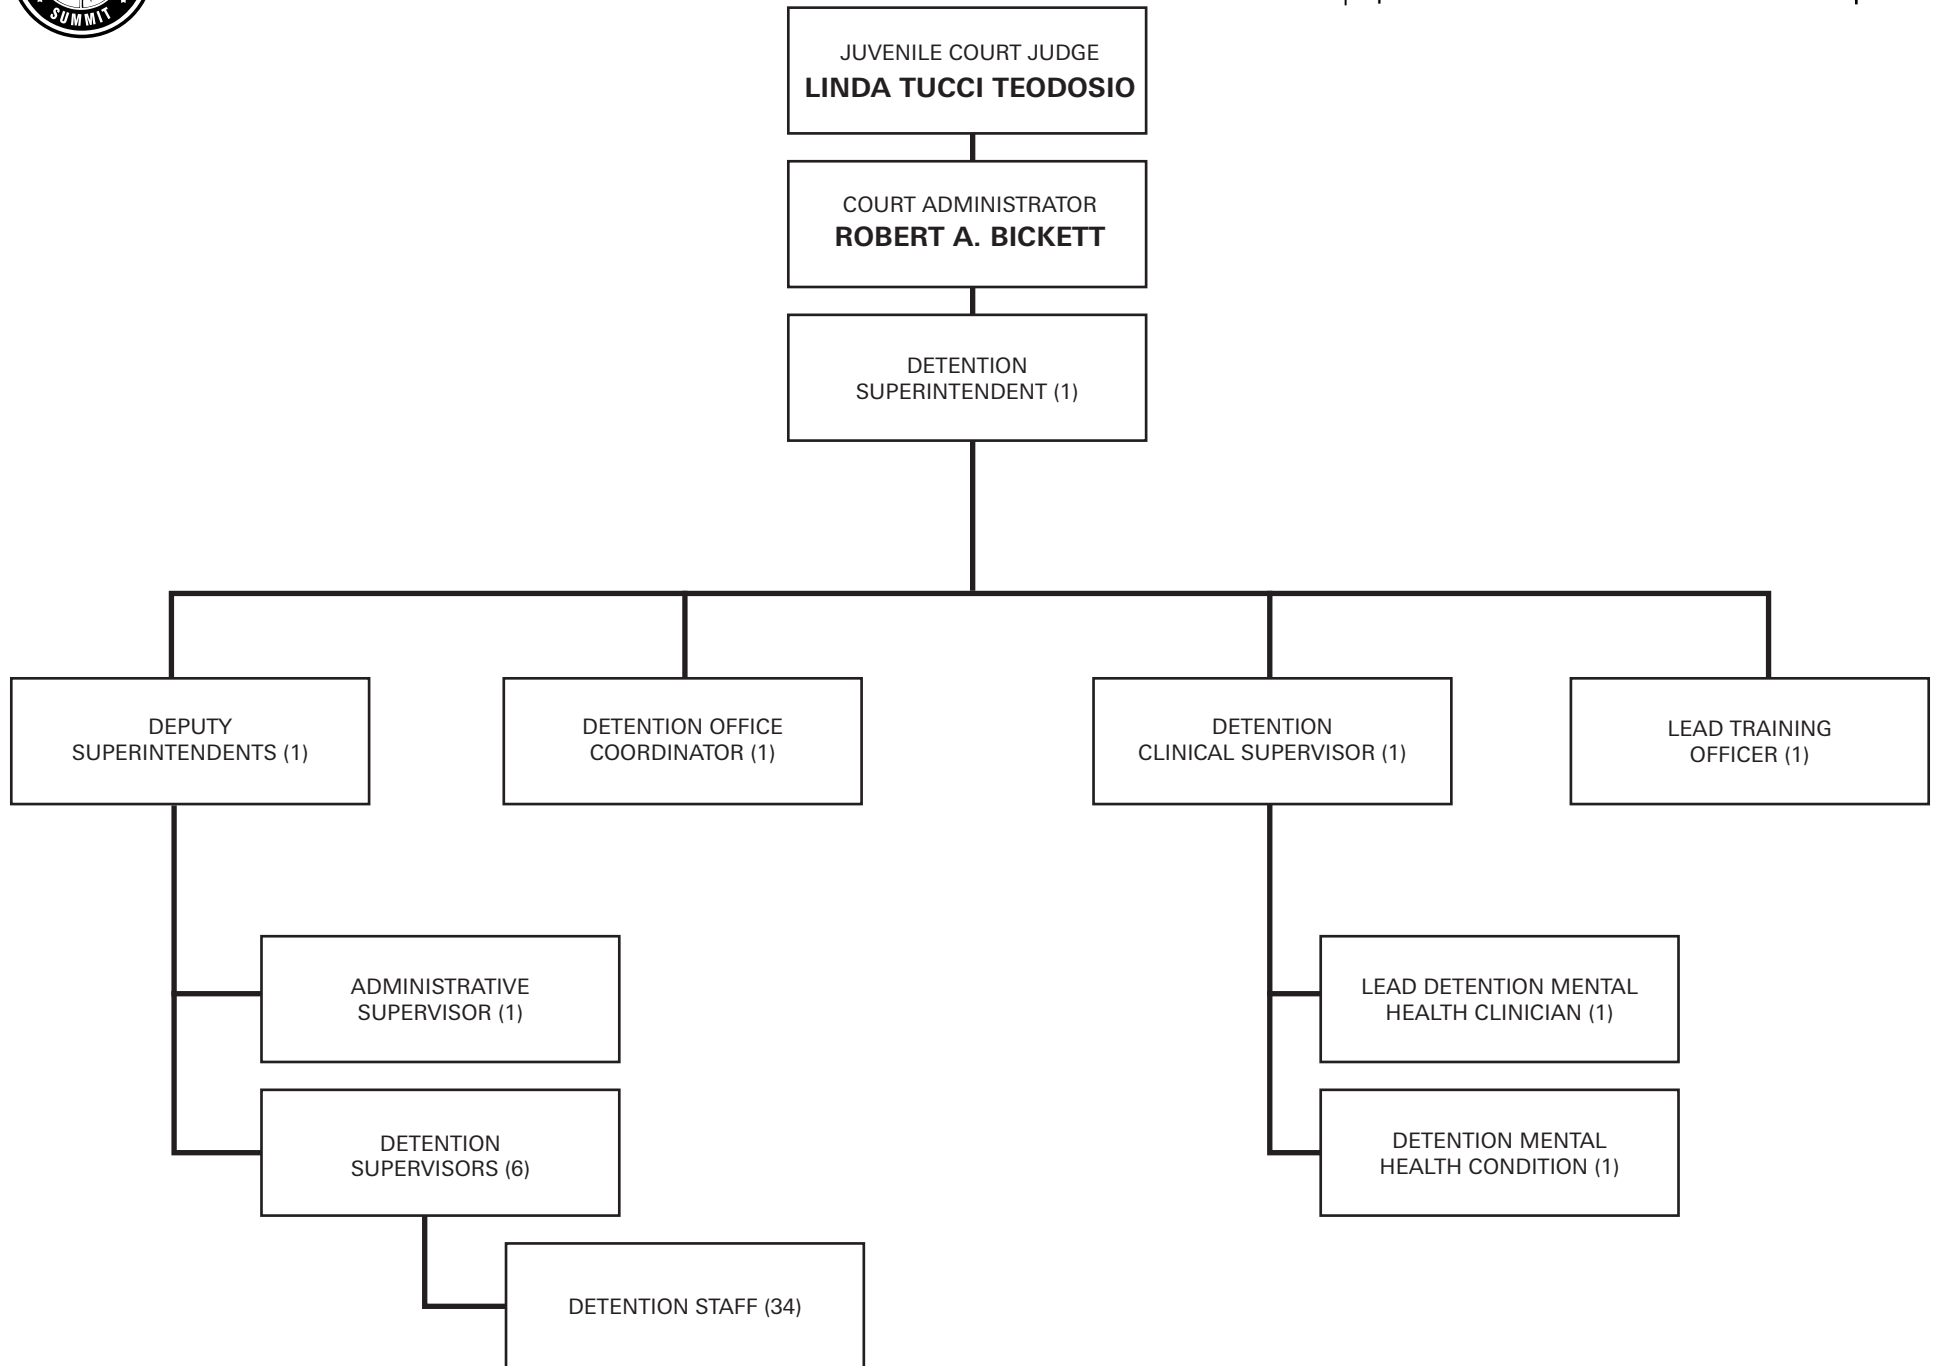 SUMMIT
JUVENILE COURT JUDGE
LINDA TUCCI TEODOSIO
COURT ADMINISTRATOR
ROBERT A. BICKETT
DETENTION
SUPERINTENDENT (1)
DEPUTY
SUPERINTENDENTS (1)
DETENTION OFFICE
COORDINATOR (1)
DETENTION
CLINICAL SUPERVISOR (1)
LEAD TRAINING
OFFICER (1)
ADMINISTRATIVE
SUPERVISOR (1)
LEAD DETENTION MENTAL
HEALTH CLINICIAN (1)
DETENTION
SUPERVISORS (6)
DETENTION MENTAL
HEALTH CONDITION (1)
DETENTION STAFF (34)